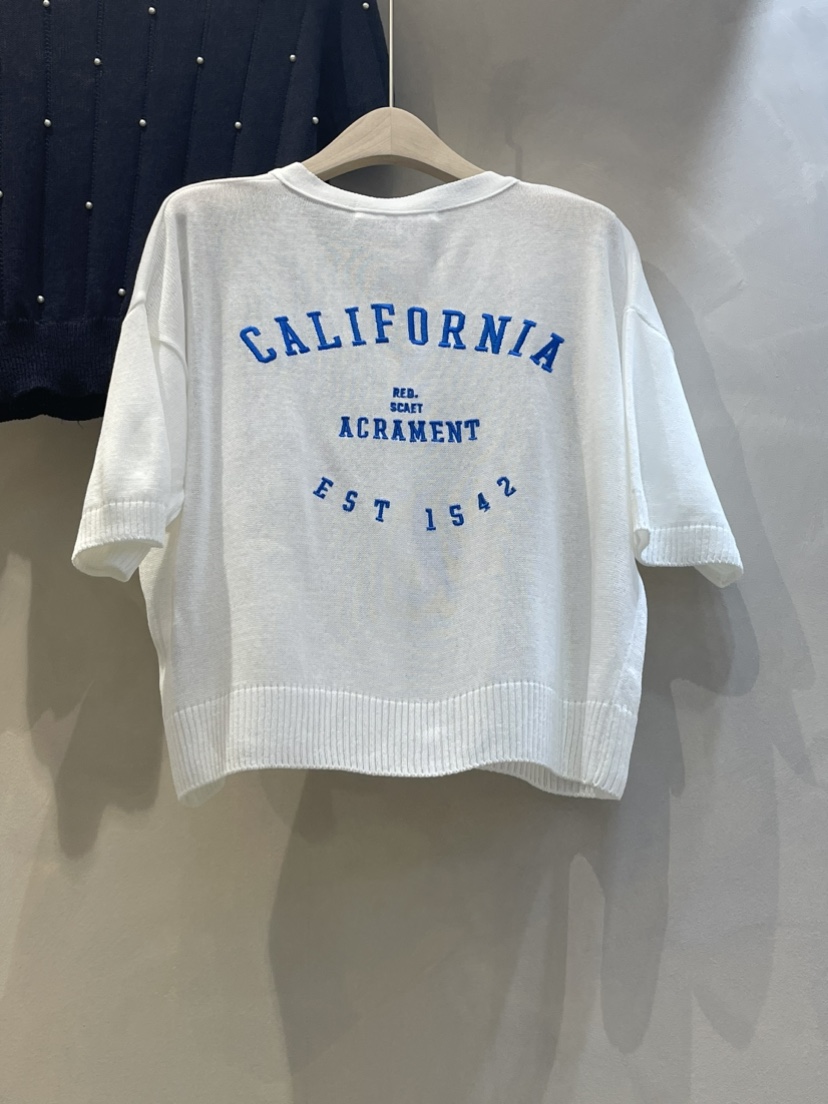 CALIFORNIA
RED.
SCAET
ACRAMENT
EST 1542